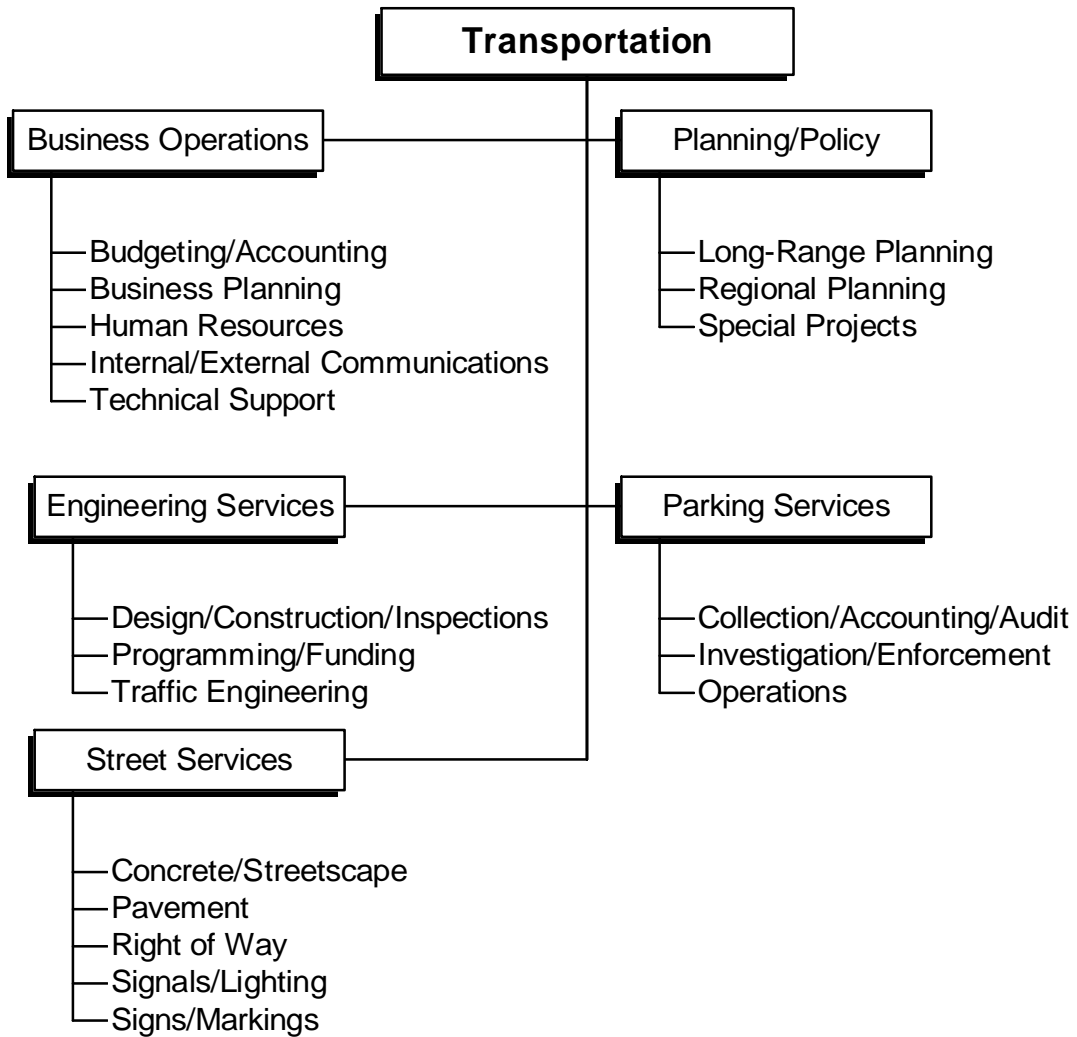 Transportation
Business Operations
Budgeting/Accounting
Business Planning
Human Resources
Internal/External Communications
Technical Support
Planning/Policy
Long-Range Planning
Regional Planning
Special Projects
Engineering Services
Design/Construction/Inspections
Programming/Funding
Traffic Engineering
Parking Services
Collection/Accounting/Audit
Investigation/Enforcement
Operations
Street Services
Concrete/Streetscape
Pavement
Right of Way
Signals/Lighting
Signs/Markings